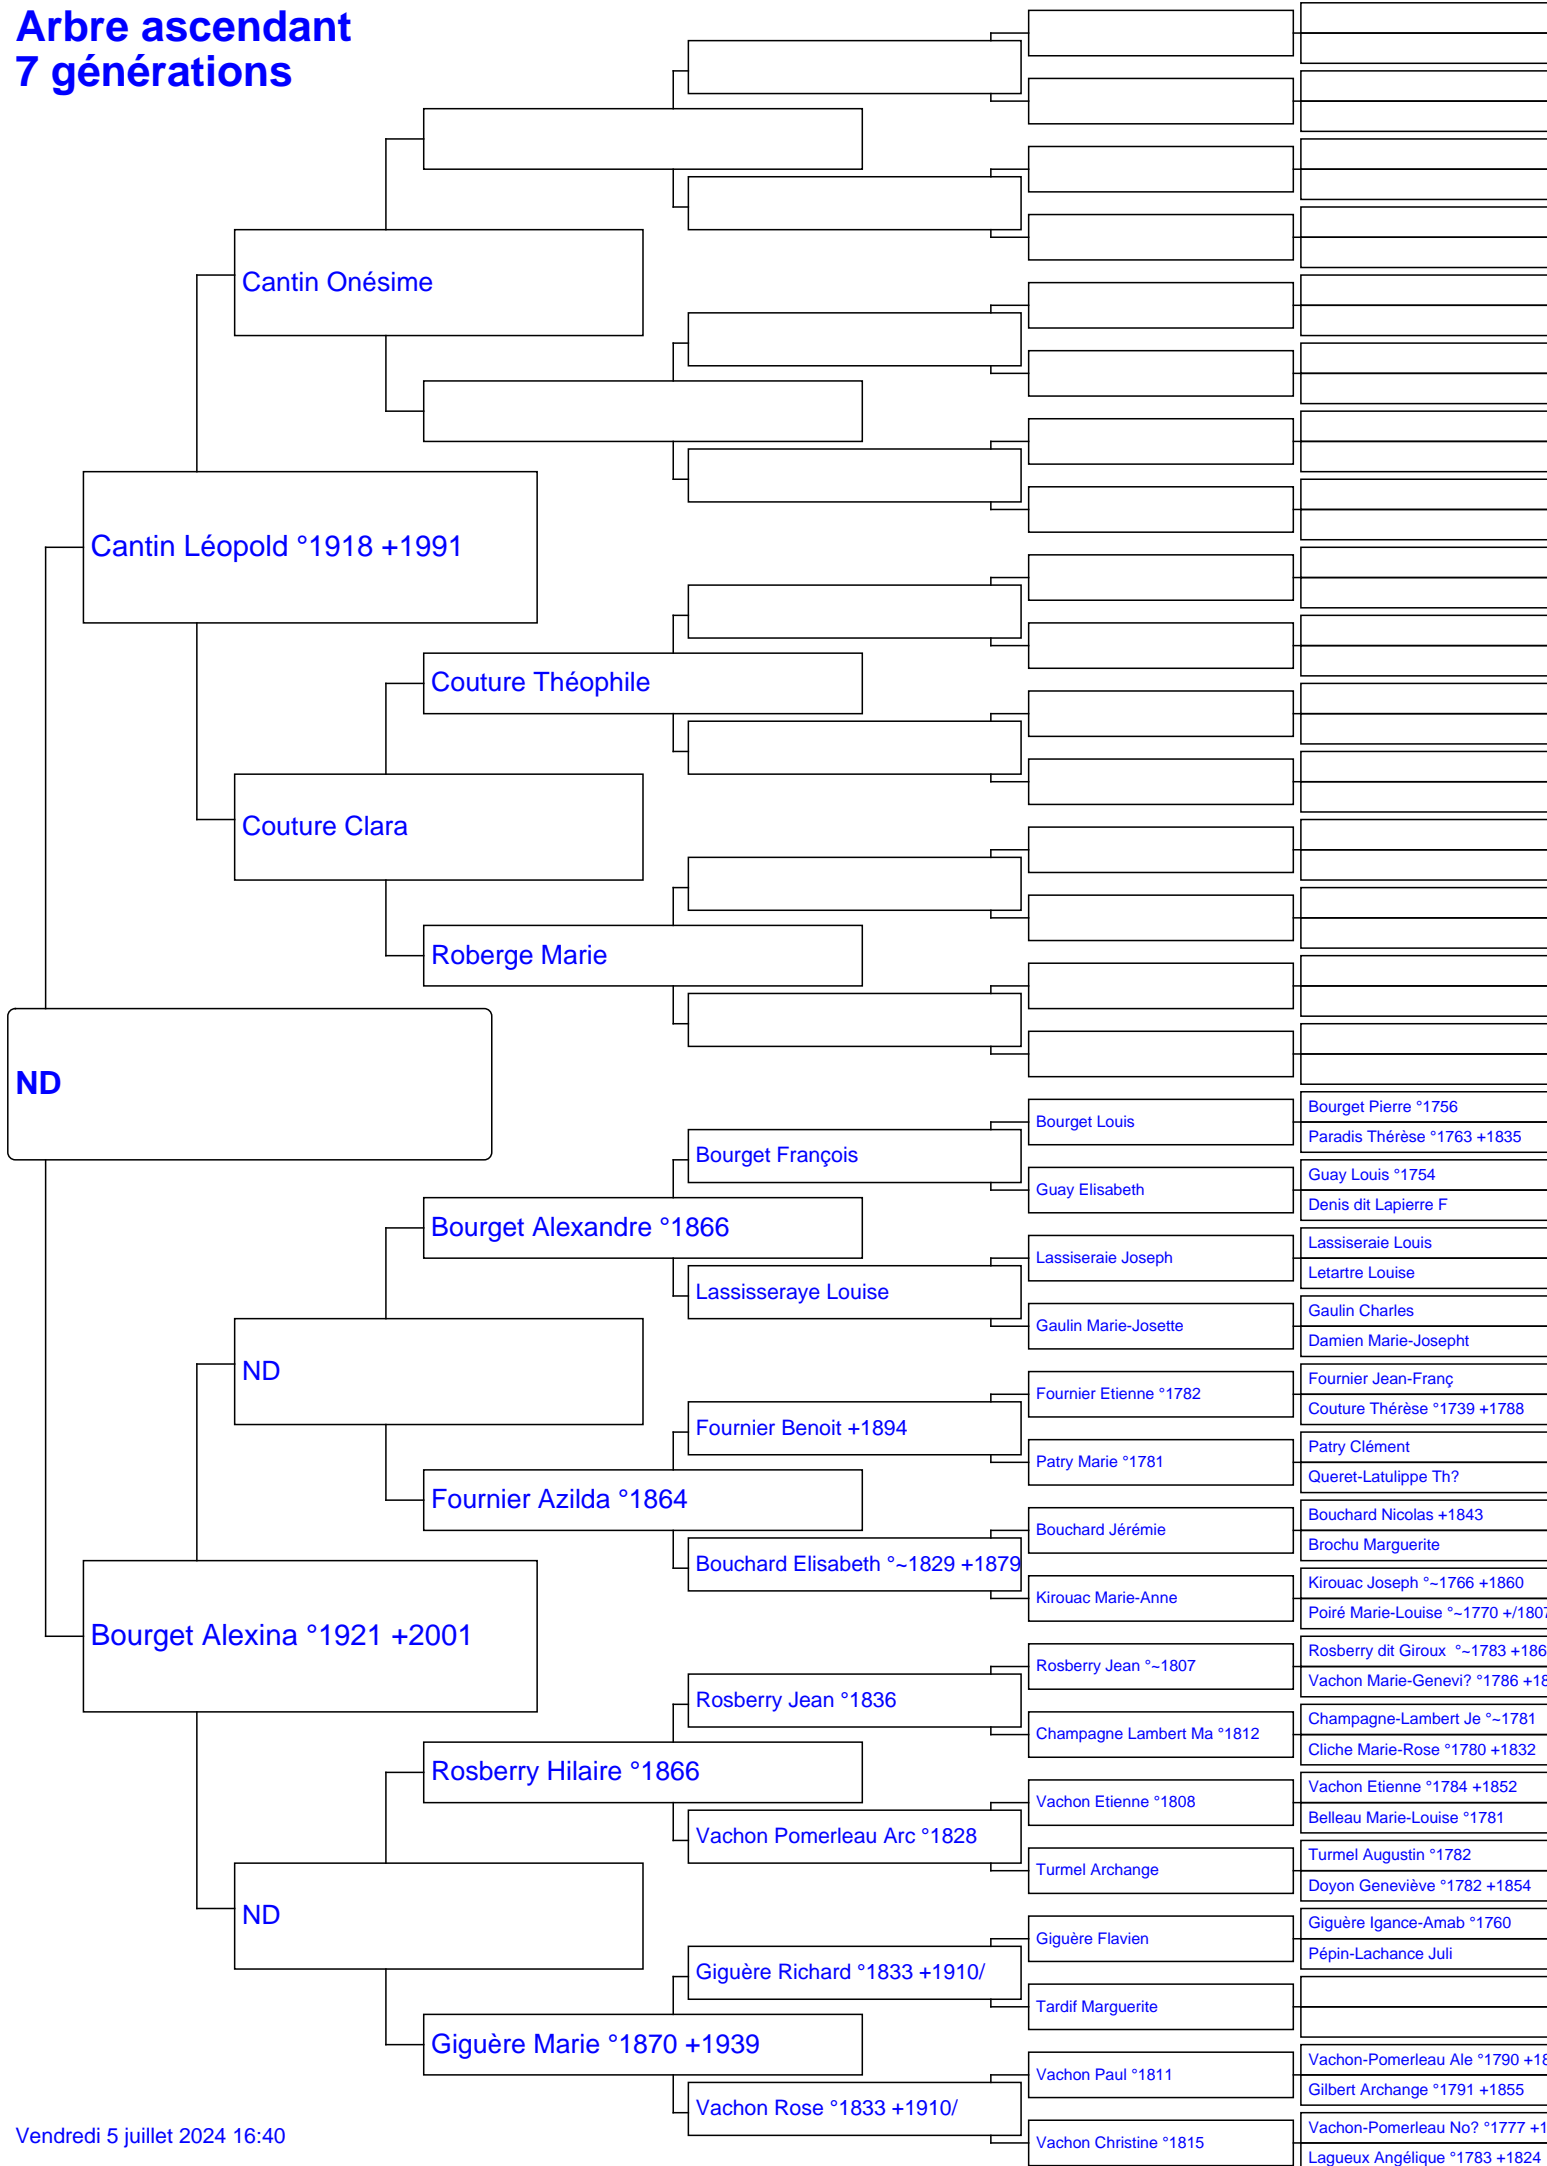 Arbre ascendant
7 générations
Cantin Onésime
Cantin Léopold °1918 +1991
Couture Théophile
Couture Clara
Roberge Marie
ND
Bourget Pierre °1756
Bourget Louis
Paradis Thérèse °1763 +1835
Bourget François
Guay Louis °1754
Guay Elisabeth
Denis dit Lapierre F
Bourget Alexandre °1866
Lassiseraie Louis
Lassiseraie Joseph
Letartre Louise
Lassisseraye Louise
Gaulin Charles
Gaulin Marie-Josette
Damien Marie-Josepht
ND
Fournier Jean-Franç
Fournier Etienne °1782
Couture Thérèse °1739 +1788
Fournier Benoit +1894
Patry Clément
Patry Marie °1781
Queret-Latulippe Th?
Fournier Azilda °1864
Bouchard Nicolas +1843
Bouchard Jérémie
Brochu Marguerite
Bouchard Elisabeth °~1829 +1879
Kirouac Joseph °~1766 +1860
Kirouac Marie-Anne
Poiré Marie-Louise °~1770 +/1807
Bourget Alexina °1921 +2001
Rosberry dit Giroux °~1783 +186
Rosberry Jean °~1807
Vachon Marie-Genevi? °1786 +18
Rosberry Jean °1836
Champagne-Lambert Je °~1781
Champagne Lambert Ma °1812
Cliche Marie-Rose °1780 +1832
Rosberry Hilaire °1866
Vachon Etienne °1784 +1852
Vachon Etienne °1808
Belleau Marie-Louise °1781
Vachon Pomerleau Arc °1828
Turmel Augustin °1782
Turmel Archange
Doyon Geneviève °1782 +1854
ND
Giguère Igance-Amab °1760
Giguère Flavien
Pépin-Lachance Juli
Giguère Richard °1833 +1910/
Tardif Marguerite
Giguère Marie °1870 +1939
Vachon-Pomerleau Ale °1790 +18
Vachon Paul °1811
Gilbert Archange °1791 +1855
Vachon Rose °1833 +1910/
Vachon-Pomerleau No? °1777 +1
Vachon Christine °1815
Lagueux Angélique °1783 +1824
Vendredi 5 juillet 2024 16:40